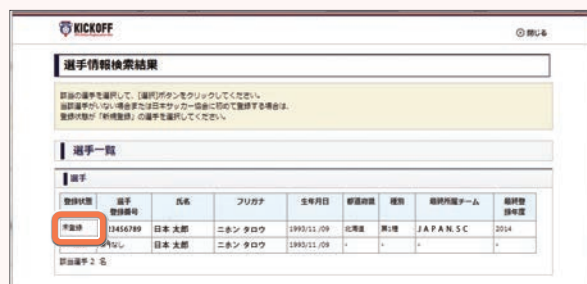 KICKOFF
閉じる
選手情報検索結果
該当の選手を選択して、[選択]ボタンをクリックしてください。
当該選手がいない場合または日本サッカー協会に初めて登録する場合は、
登録状態が「新規登録」の選手を選択してください。
選手一覧
選手
登録状態 選手 氏名 フリガナ 生年月日 都道府県 種別 最終所属チーム 最終登
登録番号 録年度
未登録 23456789 日本 太郎 ニホン タロウ 1993/11 /09 北海道 第1種 JAPAN.SC 2014
なし 日本 太郎 ニホン タロウ 1993/11 /09 - - - -
該当選手 2 名